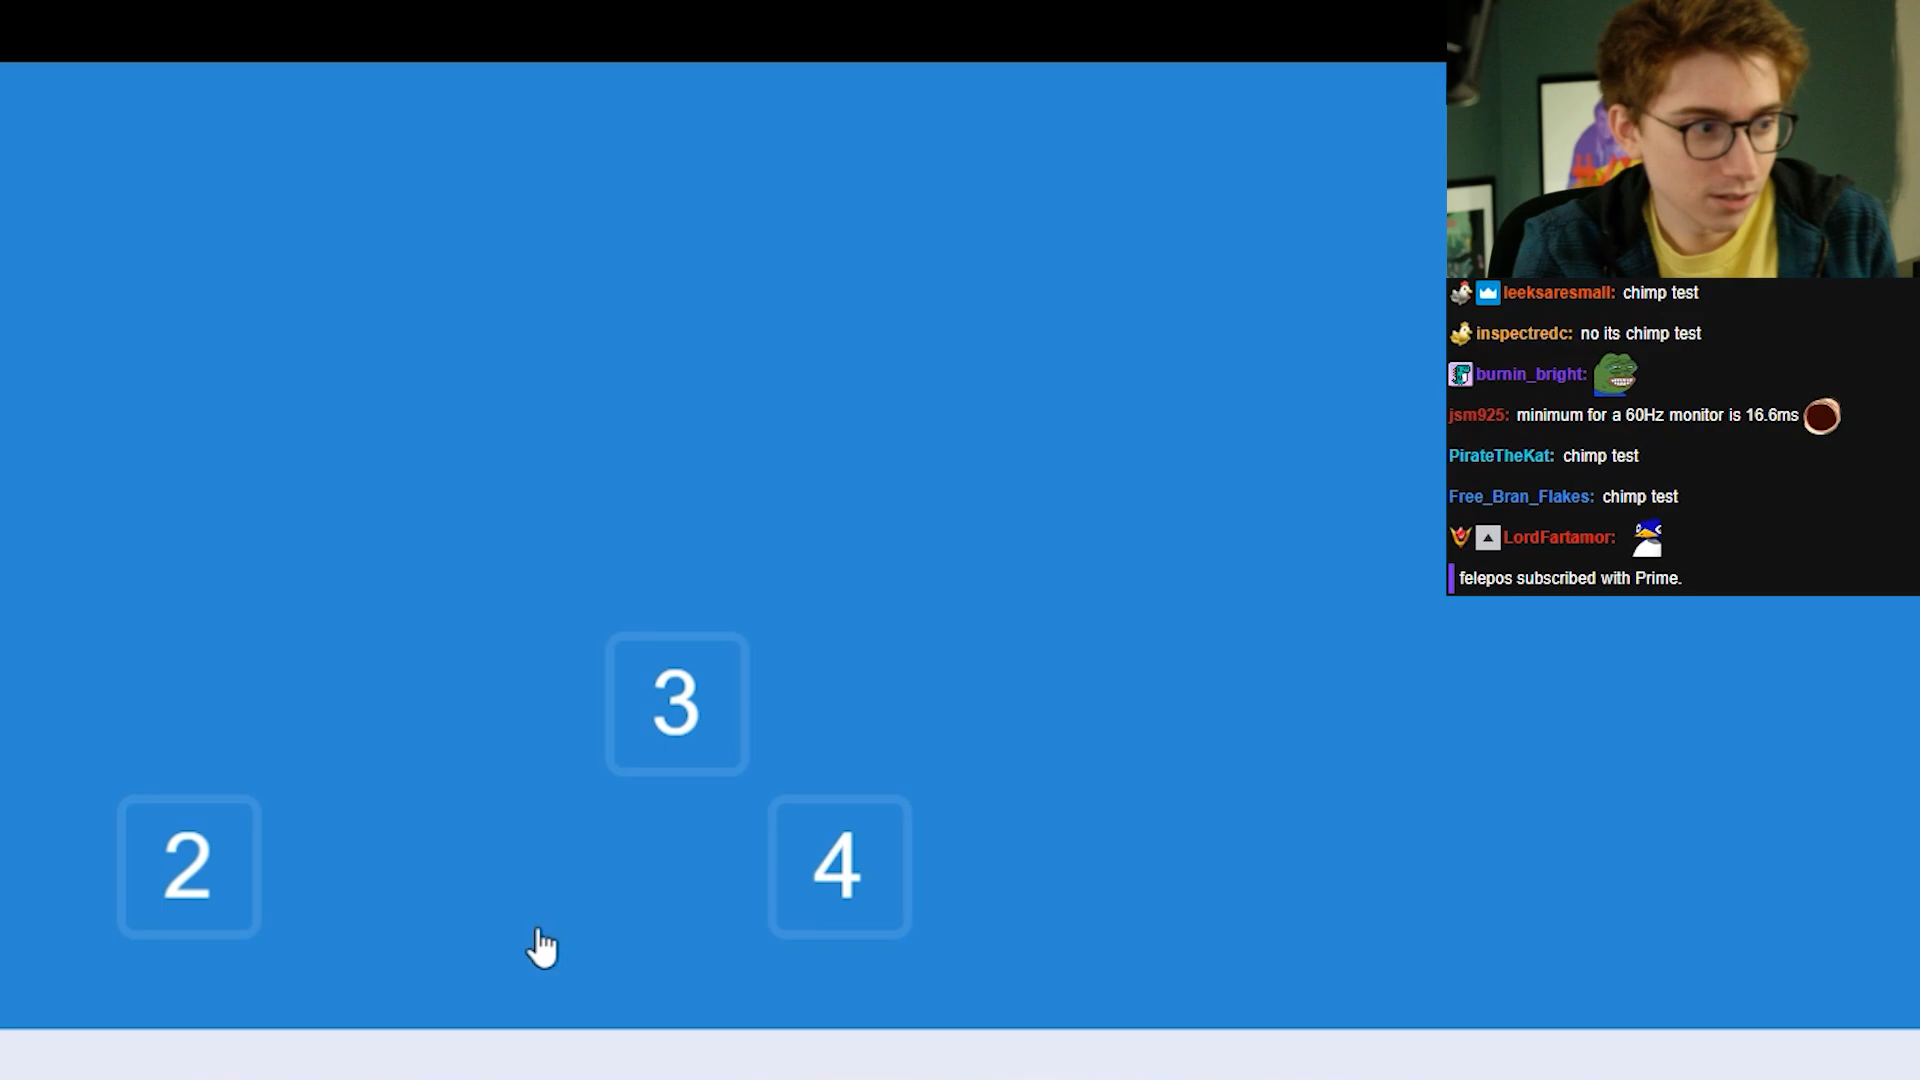 leeksaresmall: chimp test
inspectredc: no its chimp test
burnin_bright:
jsm925: minimum for a 60Hz monitor is 16.6ms
PirateTheKat: chimp test
Free_Bran_Flakes: chimp test
LordFartamor:
felepos subscribed with Prime.
3
2
4